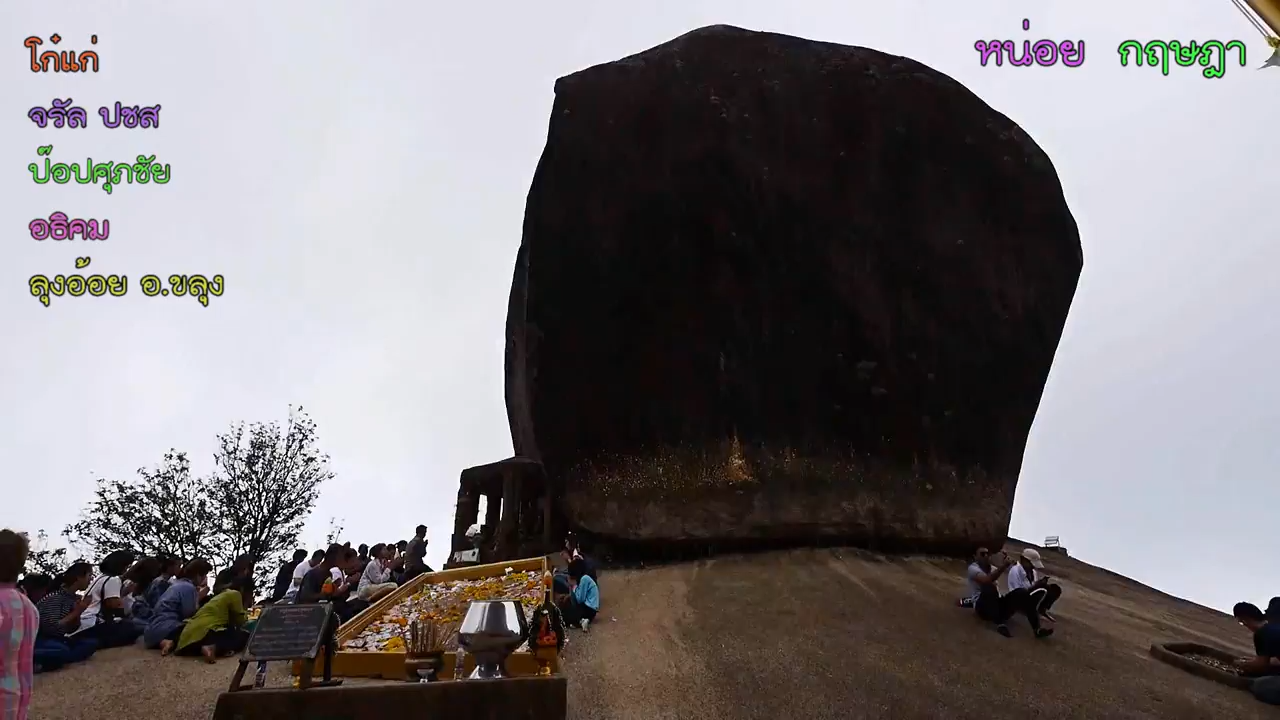 โก๋แก่
หน่อย กฤษฎา
จรัล ปชส
ป๊อปศุภชัย
อธิคม
ลุงอ้อย อ.ขลุง